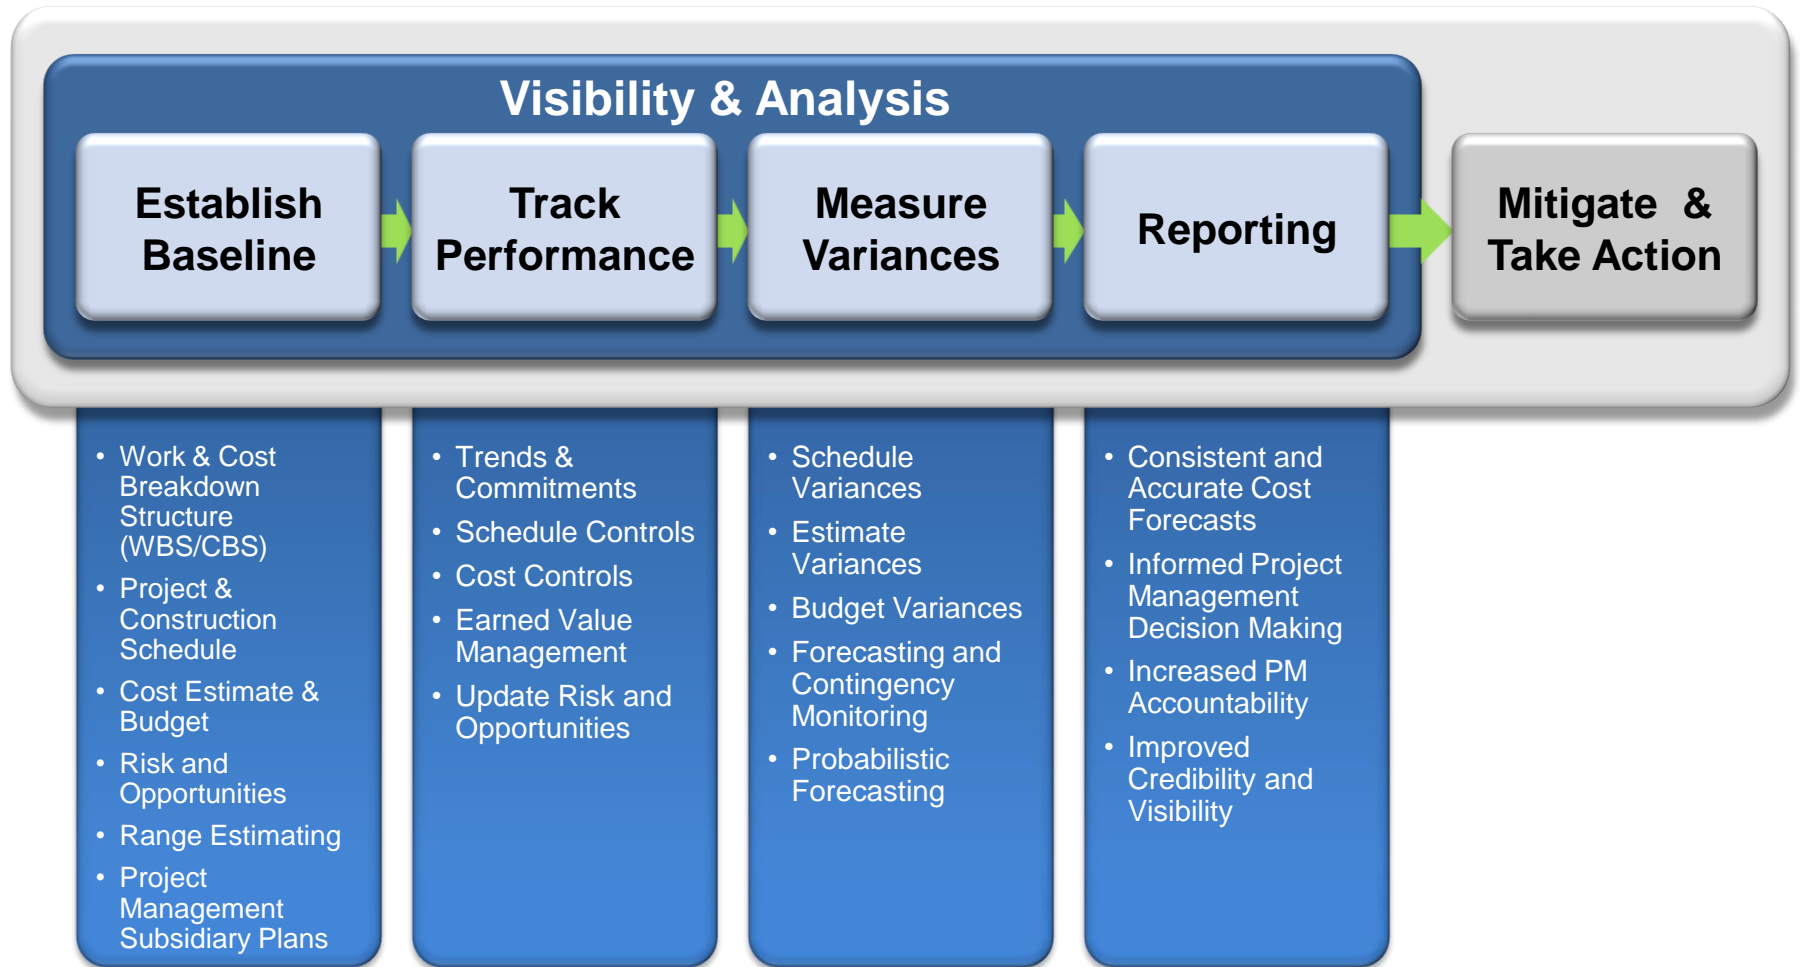 Visibility & Analysis
Establish
Baseline
Track
Performance
Measure
Variances
Reporting
Mitigate & 
Take Action
• Work & Cost
Breakdown
Structure
(WBS/CBS)
• Project &
Construction
Schedule
• Cost Estimate &
Budget
• Risk and
Opportunities
• Range Estimating
• Project
Management
Subsidiary Plans
• Trends &
Commitments
• Schedule Controls
• Cost Controls
• Earned Value
Management
• Update Risk and
Opportunities
• Schedule
Variances
• Estimate
Variances
• Budget Variances
• Forecasting and
Contingency
Monitoring
• Probabilistic
Forecasting
• Consistent and
Accurate Cost
Forecasts
• Informed Project
Management
Decision Making
• Increased PM
Accountability
• Improved
Credibility and
Visibility